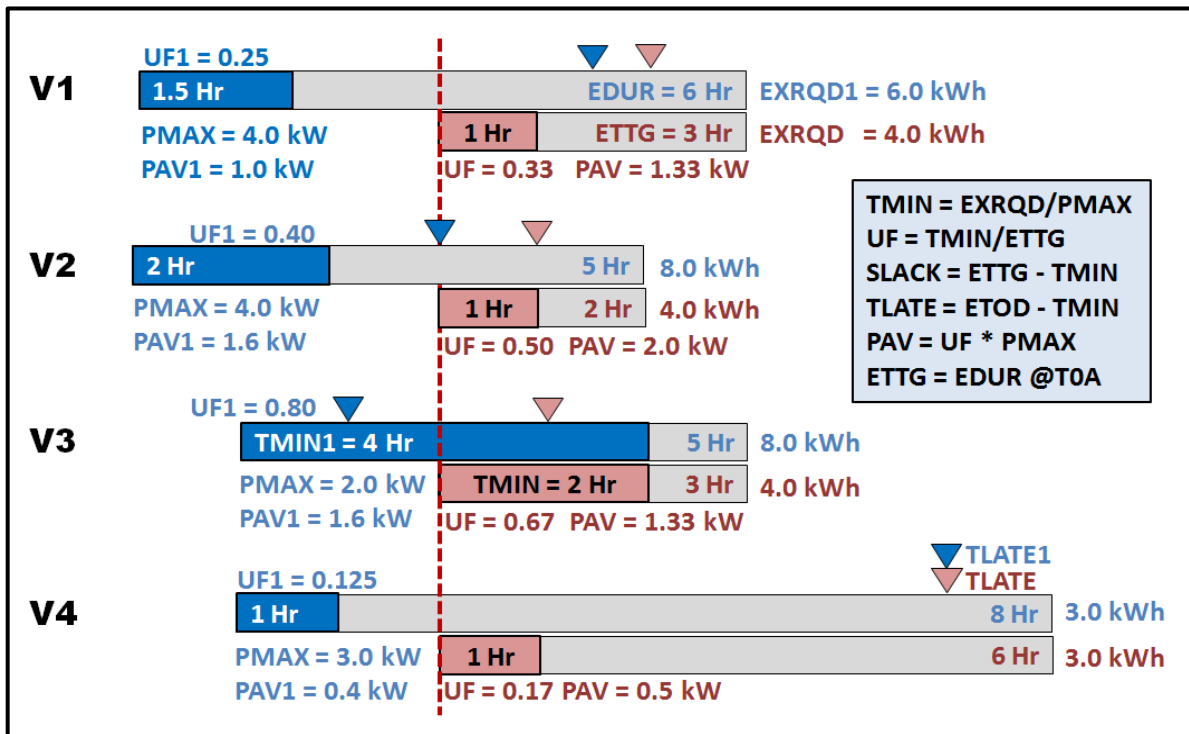 UF1 = 0.25
V1
1.5 Hr
EDUR = 6 Hr
EXRQD1 = 6.0 kWh
PMAX = 4.0 kW
1 Hr
ETTG = 3 Hr
EXRQD = 4.0 kWh
PAV1 = 1.0 kW
UF = 0.33 PAV = 1.33 kW
TMIN = EXRQD/PMAX
UF = TMIN/ETTG
SLACK = ETTG - TMIN
TLATE = ETOD - TMIN
PAV = UF * PMAX
ETTG = EDUR @T0A
UF1 = 0.40
V2
2 Hr
5 Hr
8.0 kWh
PMAX = 4.0 kW
1 Hr
2 Hr
4.0 kWh
PAV1 = 1.6 kW
UF = 0.50 PAV = 2.0 kW
UF1 = 0.80
V3
TMIN1 = 4 Hr
5 Hr
8.0 kWh
PMAX = 2.0 kW
TMIN = 2 Hr
3 Hr
4.0 kWh
PAV1 = 1.6 kW
UF = 0.67 PAV = 1.33 kW
TLATE1
TLATE
UF1 = 0.125
V4
1 Hr
8 Hr
3.0 kWh
PMAX = 3.0 kW
1 Hr
6 Hr
3.0 kWh
PAV1 = 0.4 kW
UF = 0.17 PAV = 0.5 kW